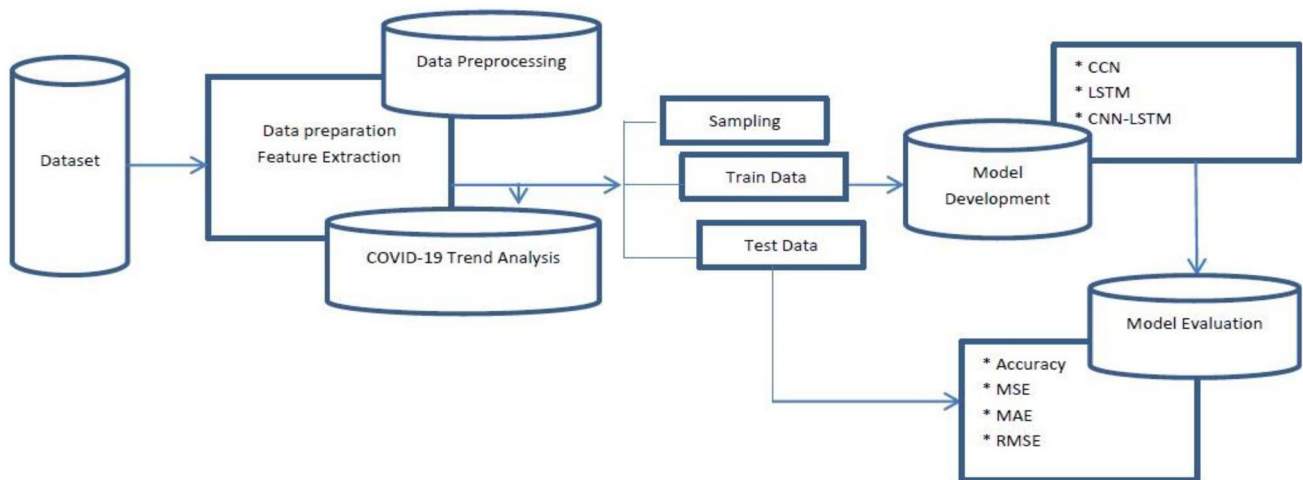 Dataset
Data preparation
Feature Extraction
Data Preprocessing
COVID-19 Trend Analysis
Sampling
Train Data
Test Data
Model
Development
* CCN
* LSTM
* CNN-LSTM
Model Evaluation
* Accuracy
* MSE
* MAE
* RMSE